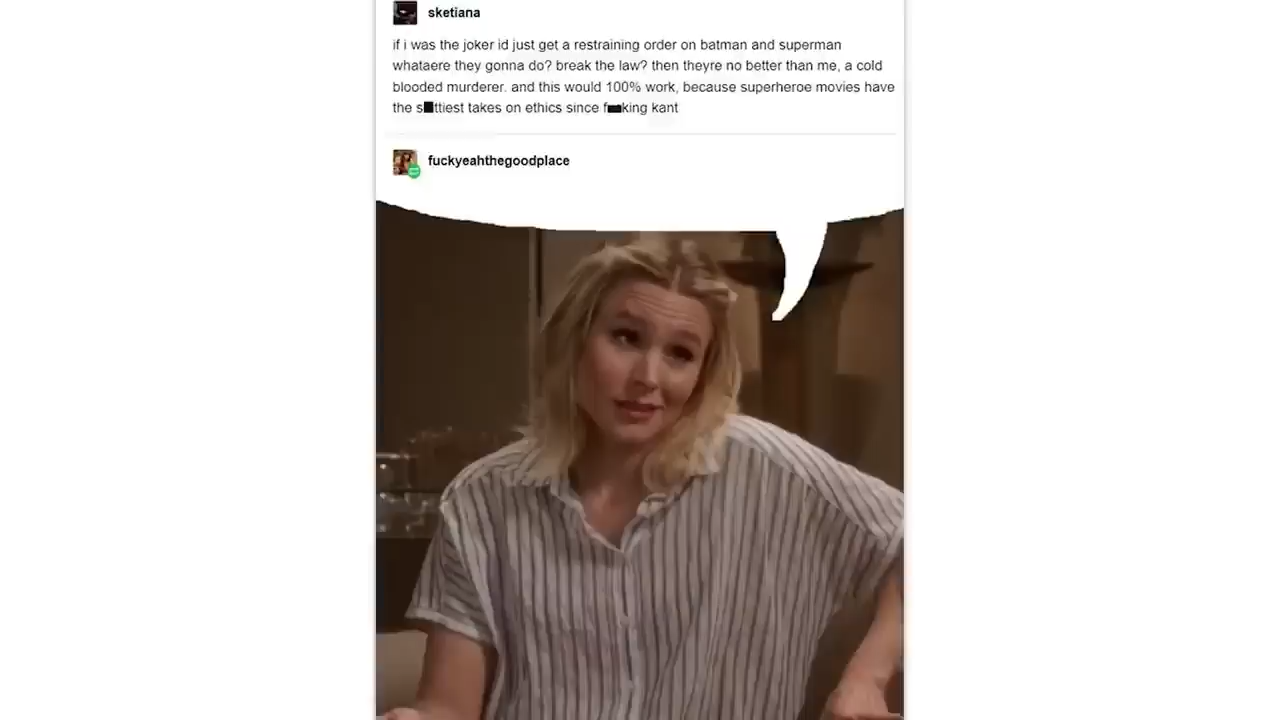 sketiana
if i was the joker id just get a restraining order on batman and superman
whataere they gonna do? break the law? then theyre no better than me, a cold
blooded murderer. and this would 100% work, because superheroe movies have
the s ttiest takes on ethics since f king kant
fuckyeahthegoodplace